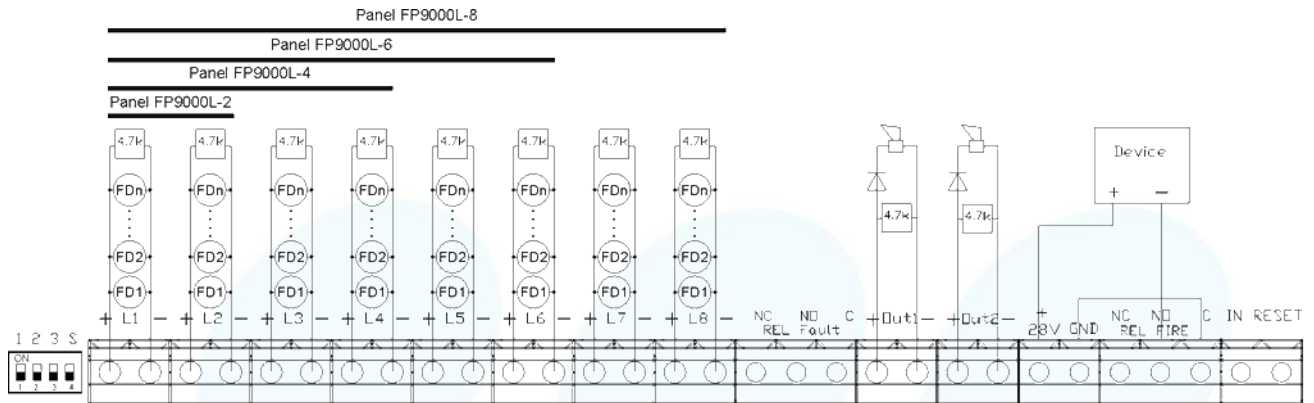 Panel FP9000L-8
Panel FP9000L-6
Panel FP9000L-4
Panel FP9000L-2
4.7k 4.7k 4.7k 4.7k 4.7k 4.7k 4.7k 4.7k
Device
FDn FDn FDn FDn FDn FDn FDn FDn
+ −
4.7k 4.7k
FD2 FD2 FD2 FD2 FD2 FD2 FD2 FD2
FD1 FD1 FD1 FD1 FD1 FD1 FD1 FD1
+ L1 − + L2 − + L3 − + L4 − + L5 − + L6 − + L7 − + L8 − NC NO C +Out1− +Out2− + NC NO C IN RESET
REL Fault 28V GND REL FIRE
1 2 3 S
ON
1 2 3 4